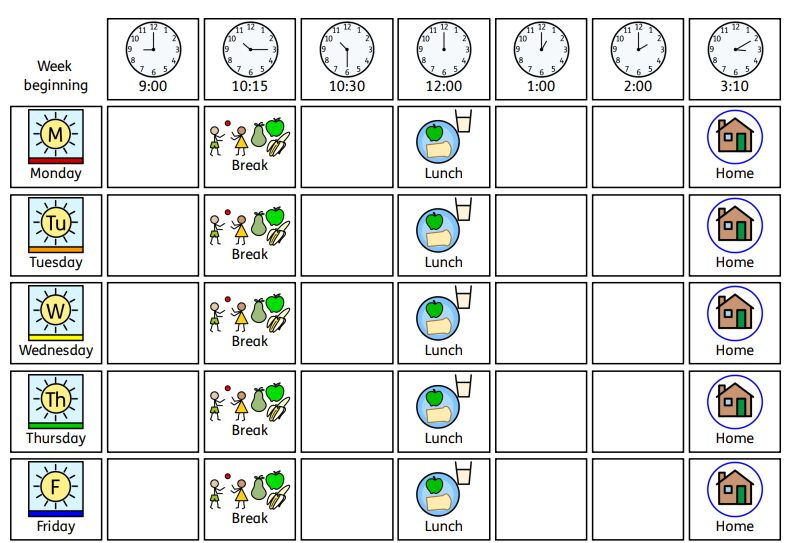 Week
beginning
9:00
10:15
10:30
12:00
1:00
2:00
3:10
M
Monday
Break
Lunch
Home
Tu
Tuesday
Break
Lunch
Home
W
Wednesday
Break
Lunch
Home
Th
Thursday
Break
Lunch
Home
F
Friday
Break
Lunch
Home